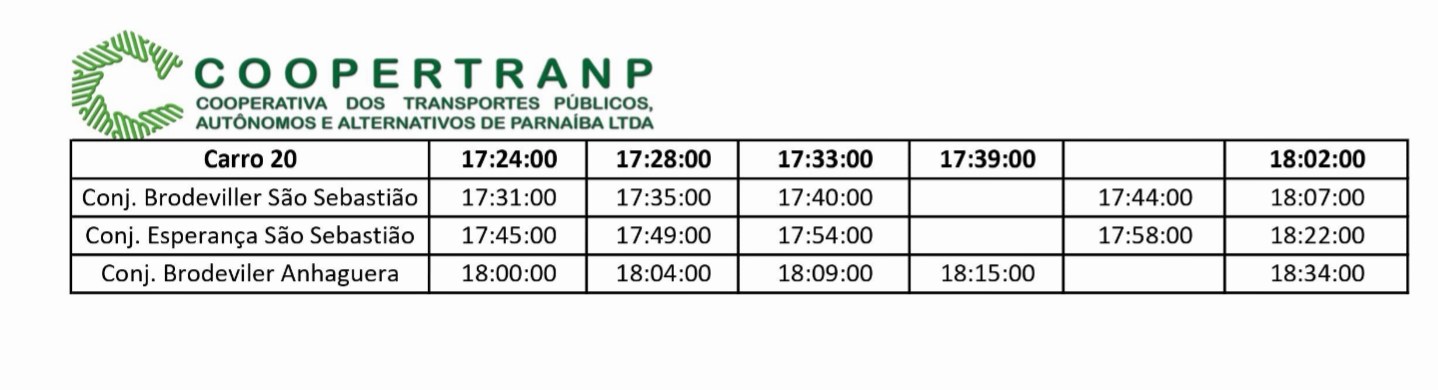 COOPERTRANP
COOPERATIVA DOS TRANSPORTES PÚBLICOS,
AUTÔNOMOS E ALTERNATIVOS DE PARNAÍBA LTDA
Carro 20 17:24:00 17:28:00 17:33:00 17:39:00 18:02:00
Conj. Brodeviller São Sebastião 17:31:00 17:35:00 17:40:00 17:44:00 18:07:00
Conj. Esperança São Sebastião 17:45:00 17:49:00 17:54:00 17:58:00 18:22:00
Conj. Brodeviler Anhaguera 18:00:00 18:04:00 18:09:00 18:15:00 18:34:00